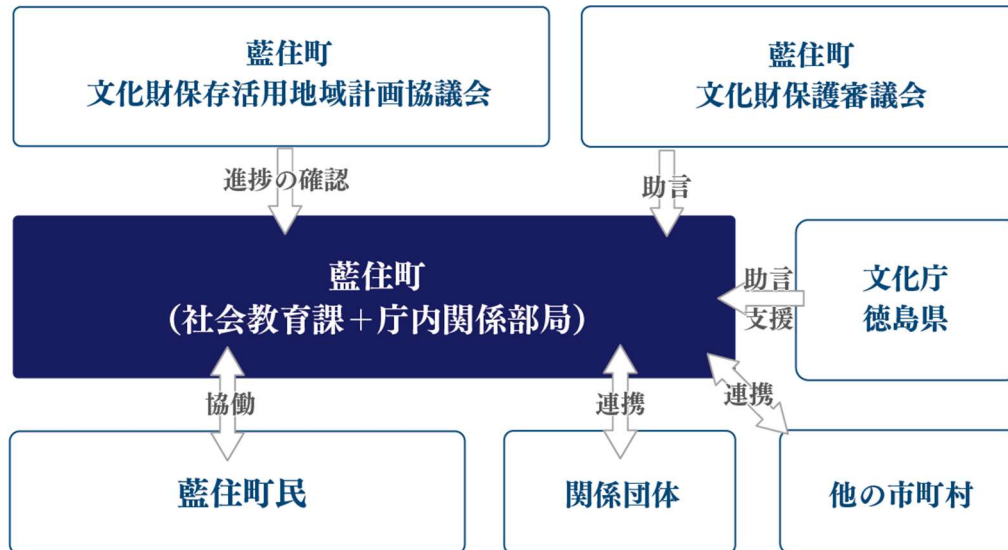 藍住町
文化財保存活用地域計画協議会
藍住町
文化財保護審議会
進捗の確認
助言
藍住町
（社会教育課＋庁内関係部局）
助言
支援
文化庁
徳島県
協働
連携
連携
藍住町民
関係団体
他の市町村